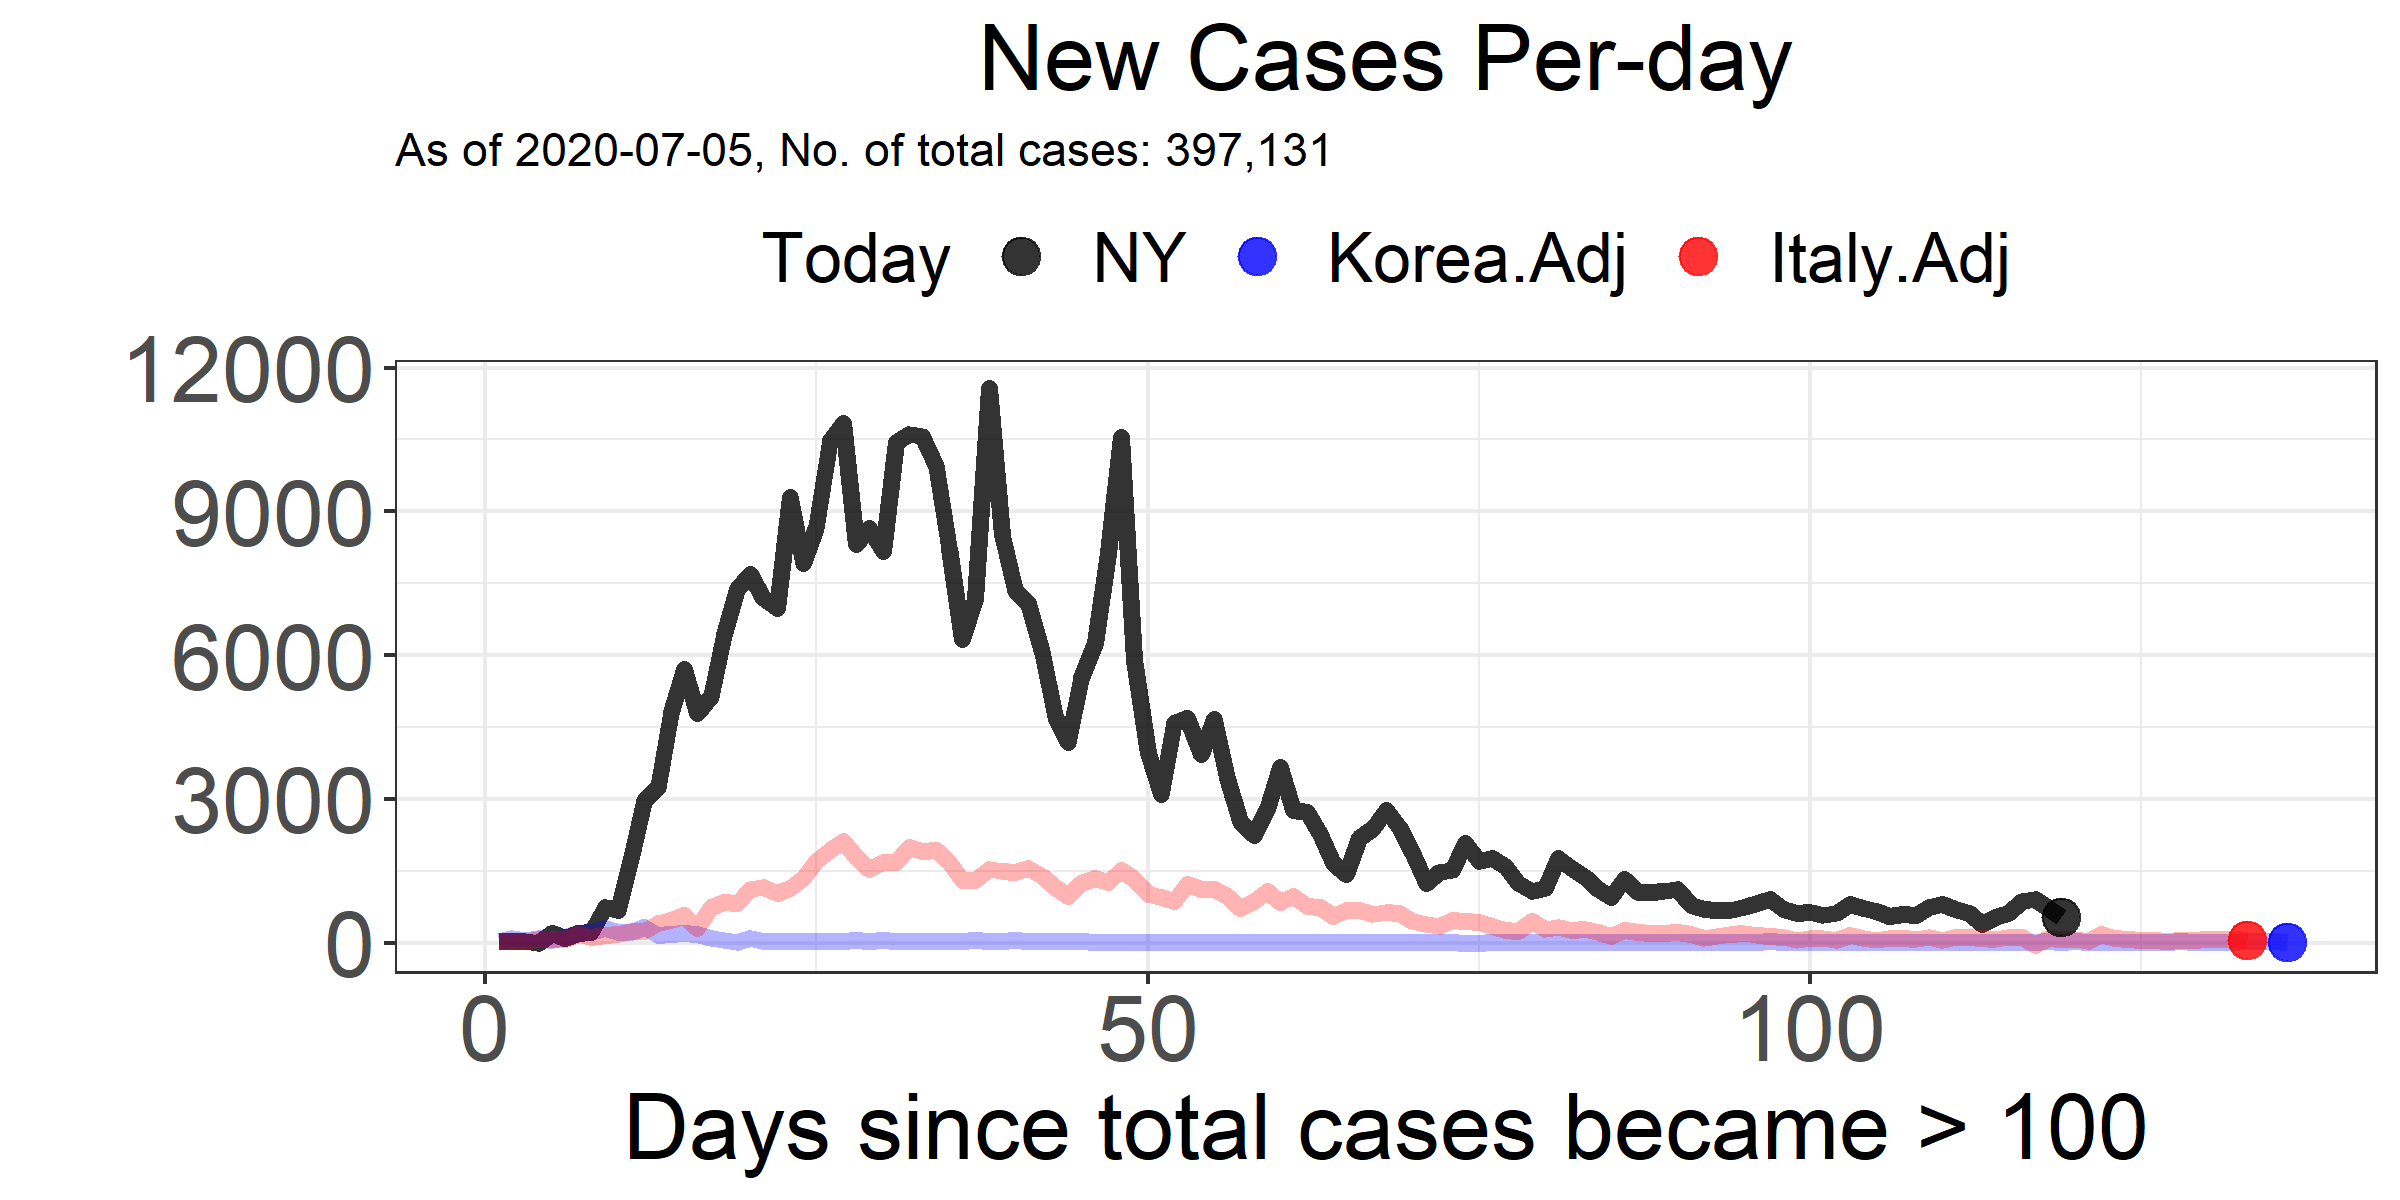 New Cases Per-day
As of 2020-07-05, No. of total cases: 397,131
Today NY Korea.Adj Italy.Adj
12000
9000
6000
3000
0
0 50 100
Days since total cases became > 100